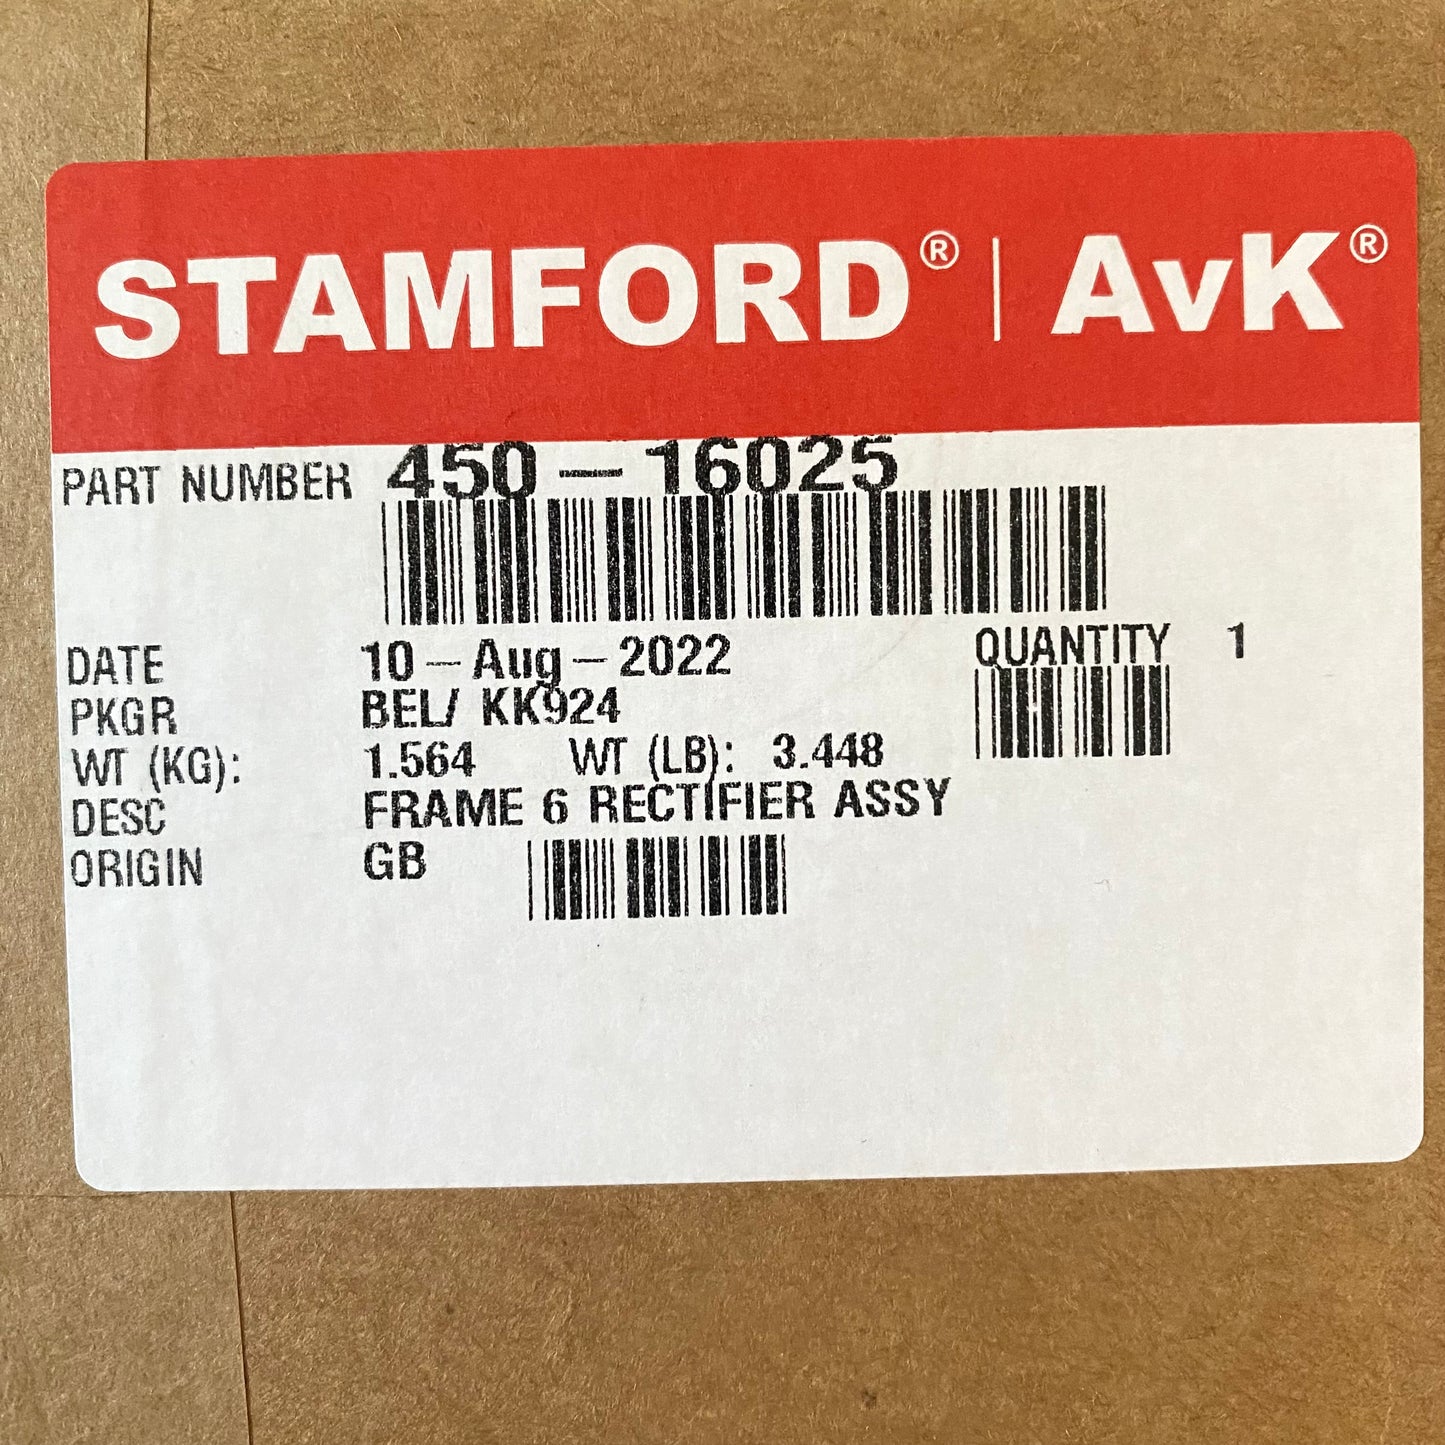 STAMFORD® | AvK®
PART NUMBER 450-16025
DATE 10-Aug-2022 QUANTITY 1
PKGR BEL/ KK924
WT (KG): 1.564 WT (LB): 3.448
DESC FRAME 6 RECTIFIER ASSY
ORIGIN GB